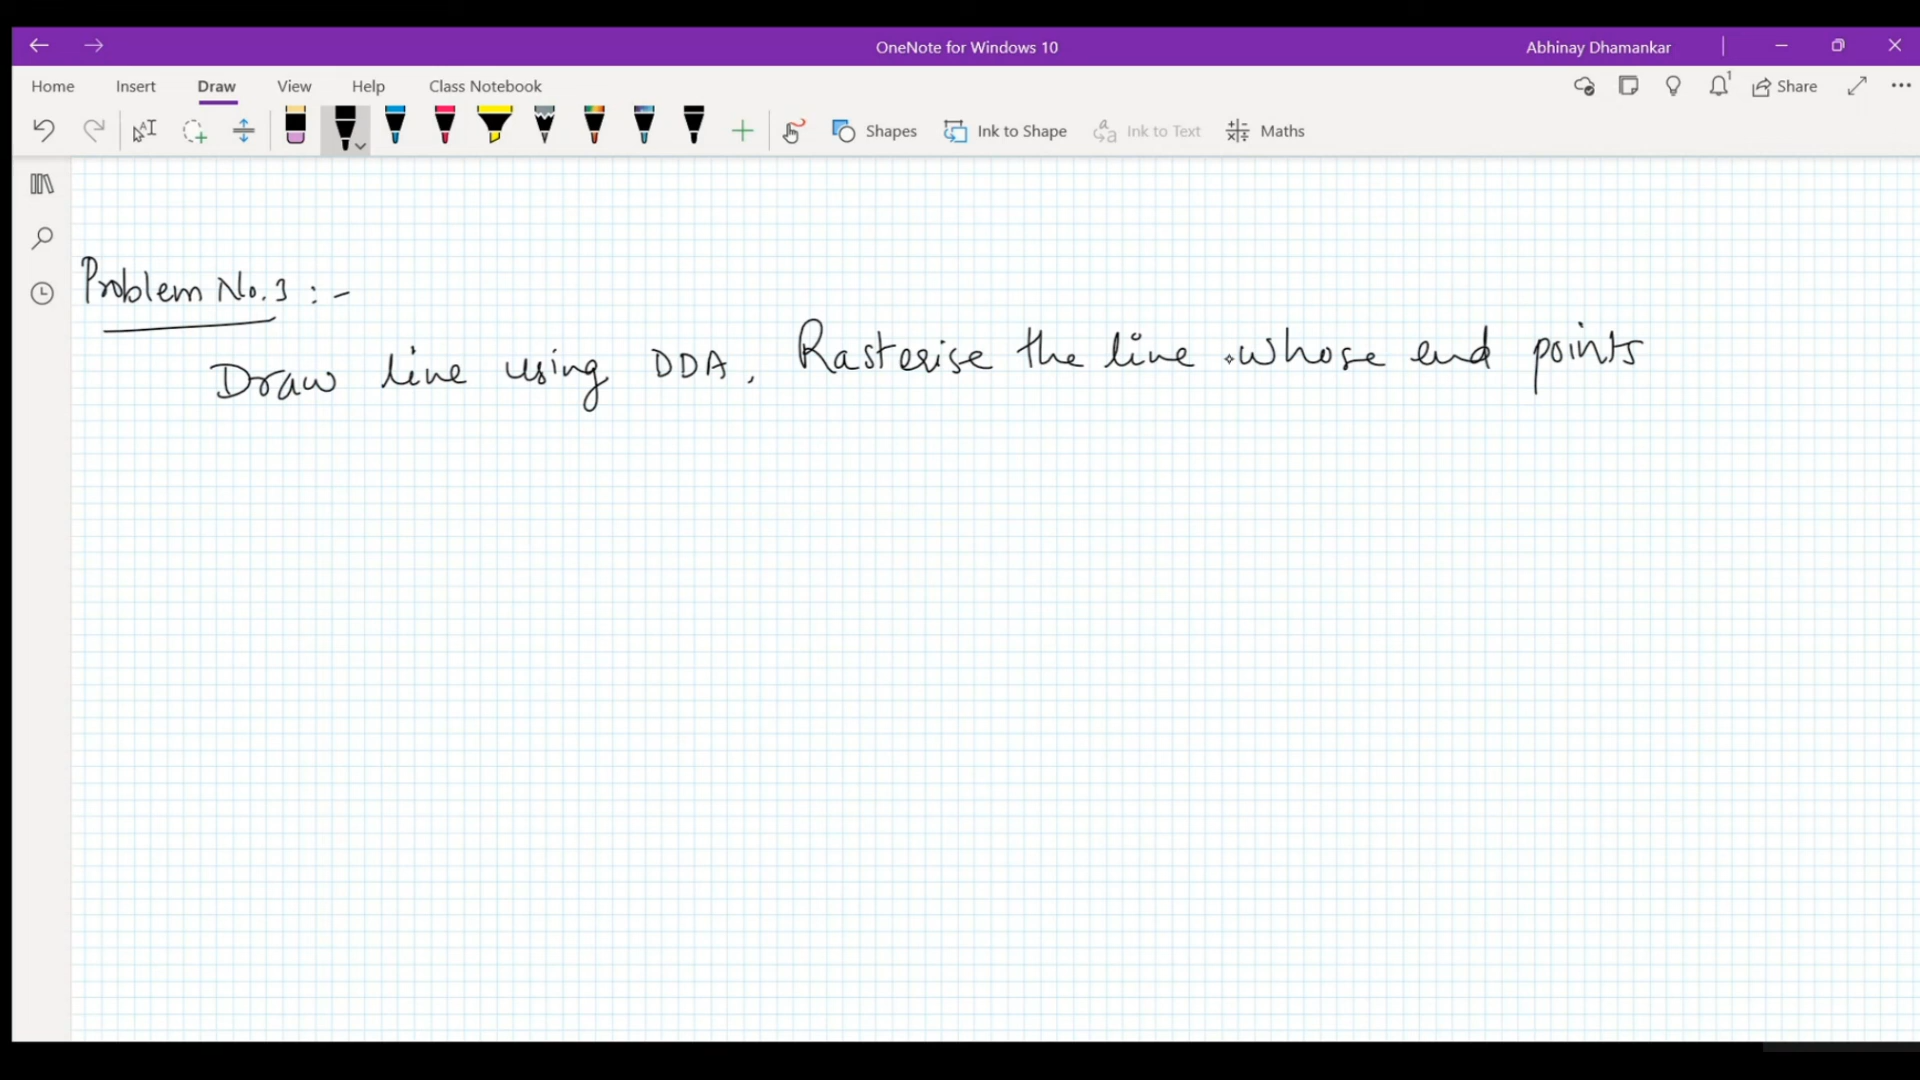 OneNote for Windows 10
Abhinay Dhamankar
Home Insert Draw View Help Class Notebook
1
Share
Shapes Ink to Shape Ink to Text Maths
Problem No. 3 : -
Draw line using DDA, Rasterise the line whose end points